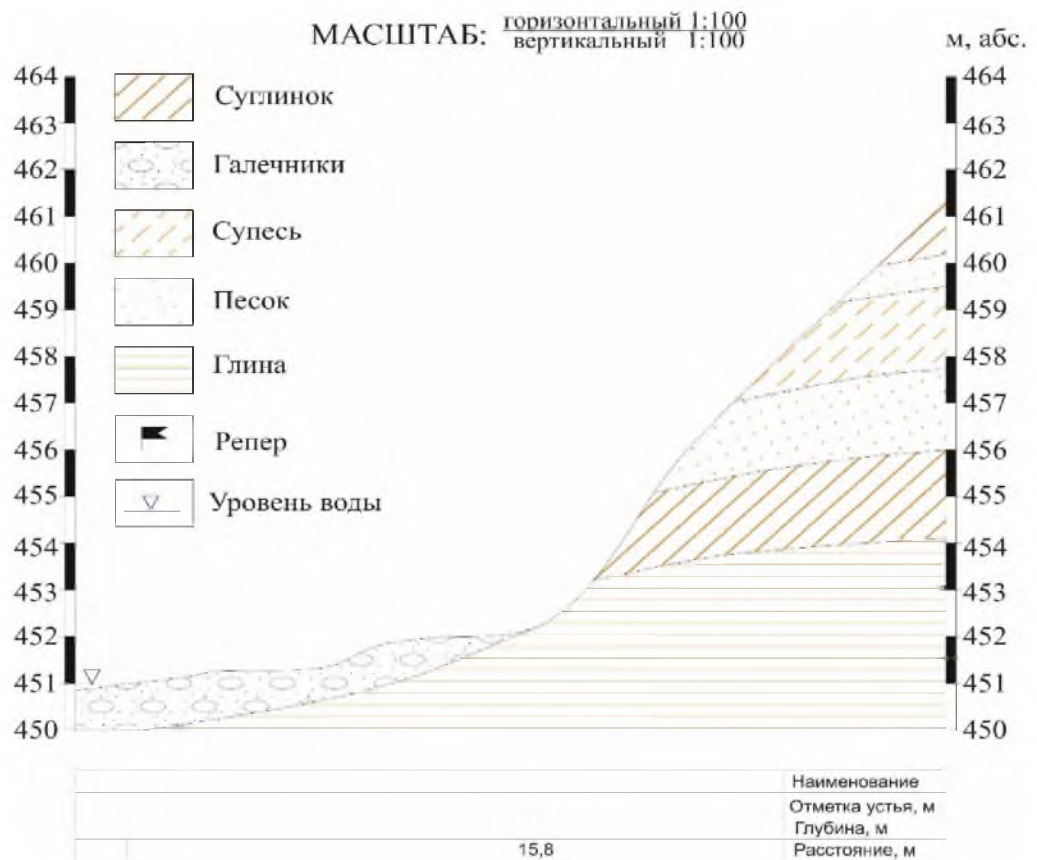 МАСШТАБ: горизонтальный 1:100
вертикальный 1:100
м, абс.
464
463
462
461
460
459
458
457
456
455
454
453
452
451
450
Суглинок
Галечники
Супесь
Песок
Глина
Репер
Уровень воды
464
463
462
461
460
459
458
457
456
455
454
453
452
451
450
Наименование
Отметка устья, м
Глубина, м
15,8 Расстояние, м